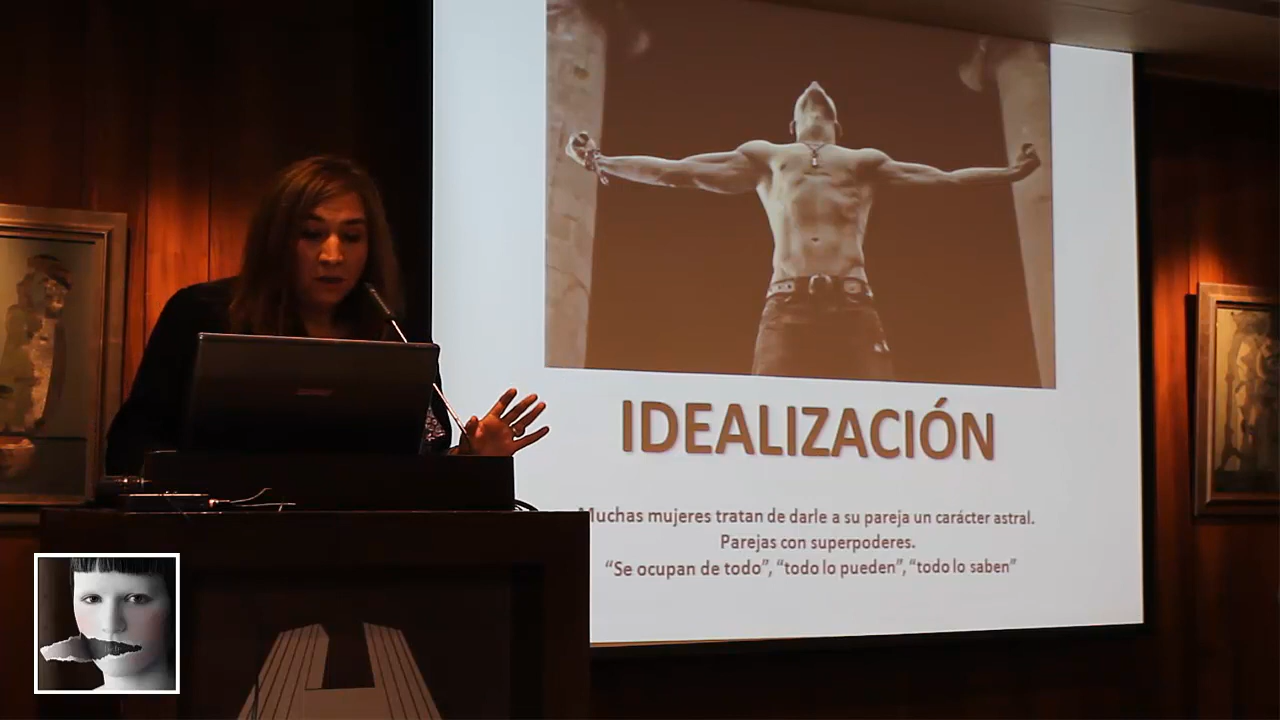 IDEALIZACIÓN
Muchas mujeres tratan de darle a su pareja un carácter astral.
Parejas con superpoderes.
“Se ocupan de todo”, “todo lo pueden”, “todo lo saben”